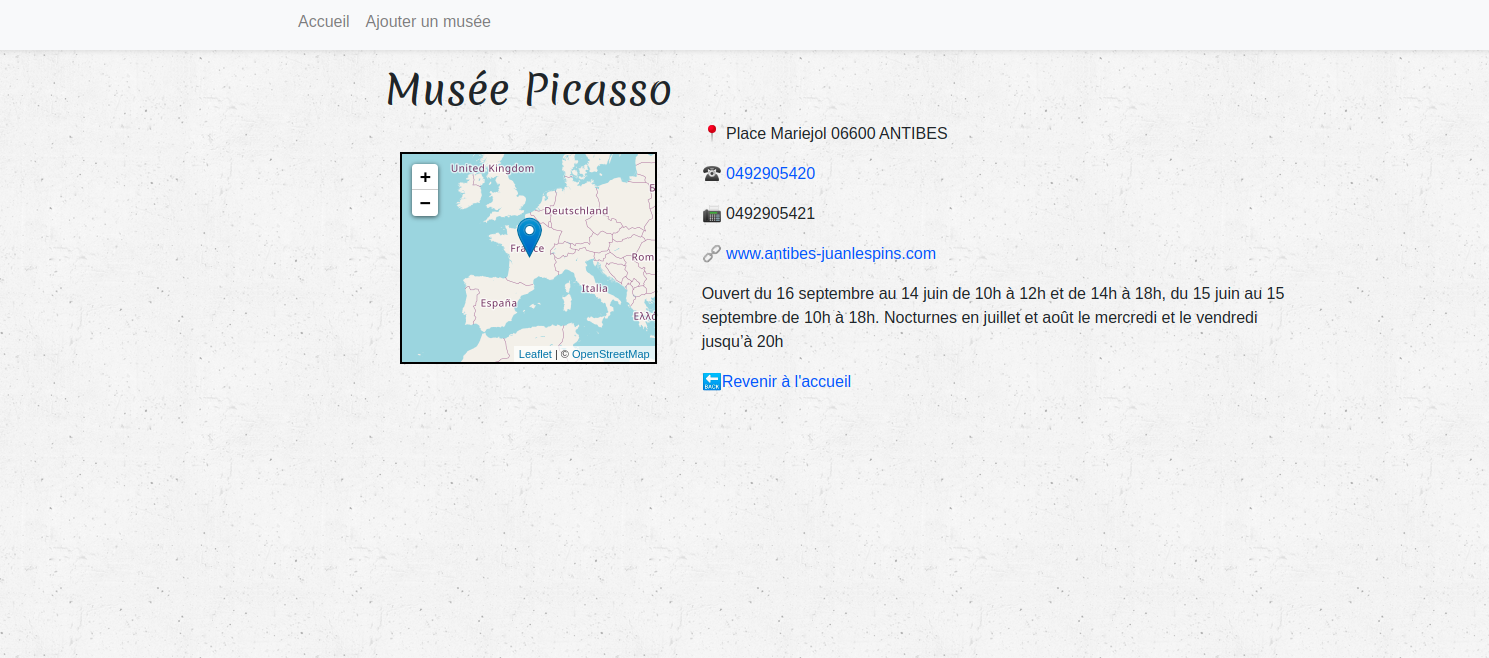 Accueil Ajouter un musée
Musée Picasso
Place Mariejol 06600 ANTIBES
0492905420
0492905421
www.antibes-juanlespins.com
Ouvert du 16 septembre au 14 juin de 10h à 12h et de 14h à 18h, du 15 juin au 15
septembre de 10h à 18h. Nocturnes en juillet et août le mercredi et le vendredi
jusqu’à 20h
BACK Revenir à l'accueil
+
−
United Kingdom
Deutschland
France
Rom
Italia
España
Ελλά
Leaflet | © OpenStreetMap